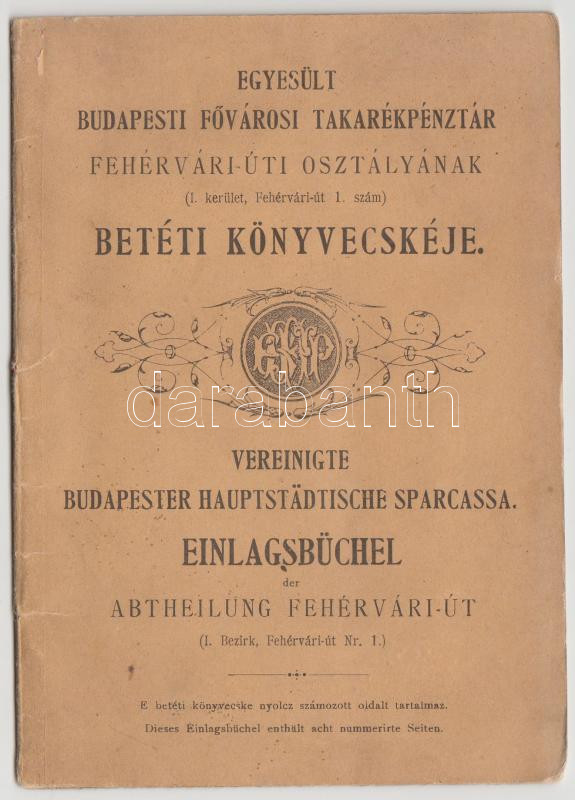 EGYESÜLT
BUDAPESTI FŐVÁROSI TAKARÉKPÉNZTÁR
FEHÉRVÁRI-ÚTI OSZTÁLYÁNAK
(I. kerület, Fehérvári-út 1. szám)
BETÉTI KÖNYVECSKÉJE.
darabanth
VEREINIGTE
BUDAPESTER HAUPTSTÄDTISCHE SPARCASSA.
EINLAGSBÜCHEL
der
ABTHEILUNG FEHÉRVÁRI-ÚT
(I. Bezirk, Fehérvári-út Nr. 1.)
E betéti könyvecske nyolcz számozott oldalt tartalmaz.
Dieses Einlagsbüchel enthält acht nummerirte Seiten.